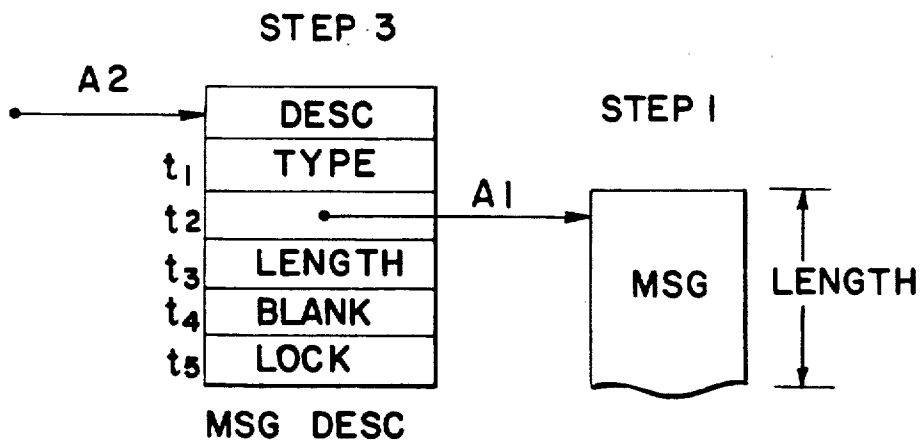 STEP 3
A2
DESC
STEP 1
t1 TYPE
A1
t2
t3 LENGTH
MSG
LENGTH
t4 BLANK
t5 LOCK
MSG DESC